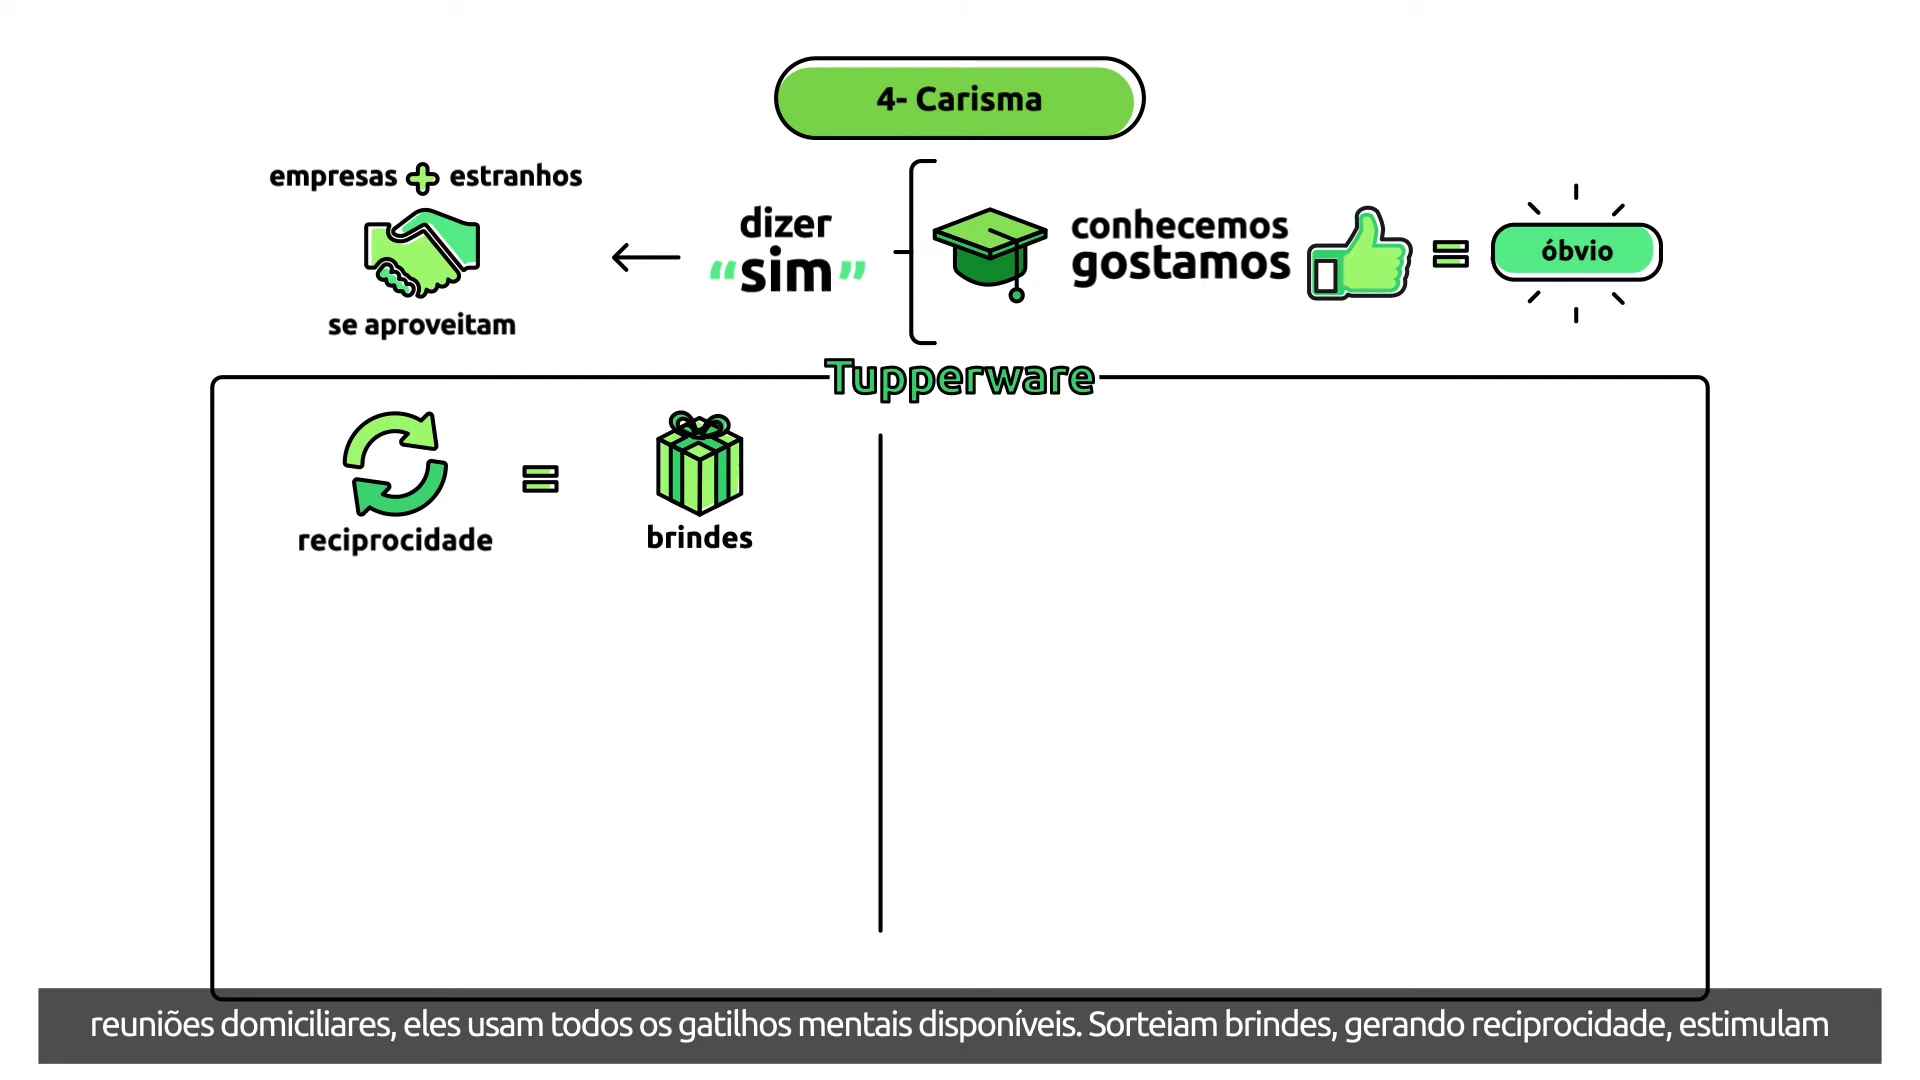 4- Carisma
empresas + estranhos
se aproveitam
dizer
“sim”
conhecemos
gostamos
óbvio
Tupperware
reciprocidade
=
brindes
reuniões domiciliares, eles usam todos os gatilhos mentais disponíveis. Sorteiam brindes, gerando reciprocidade, estimulam